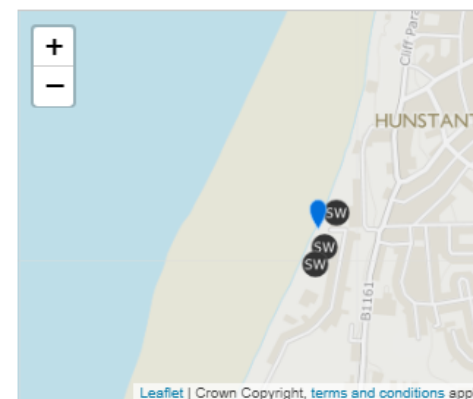 +
−
Cliff Para
HUNSTANT
SW
SW
SW
B1161
Leaflet | Crown Copyright, terms and conditions app